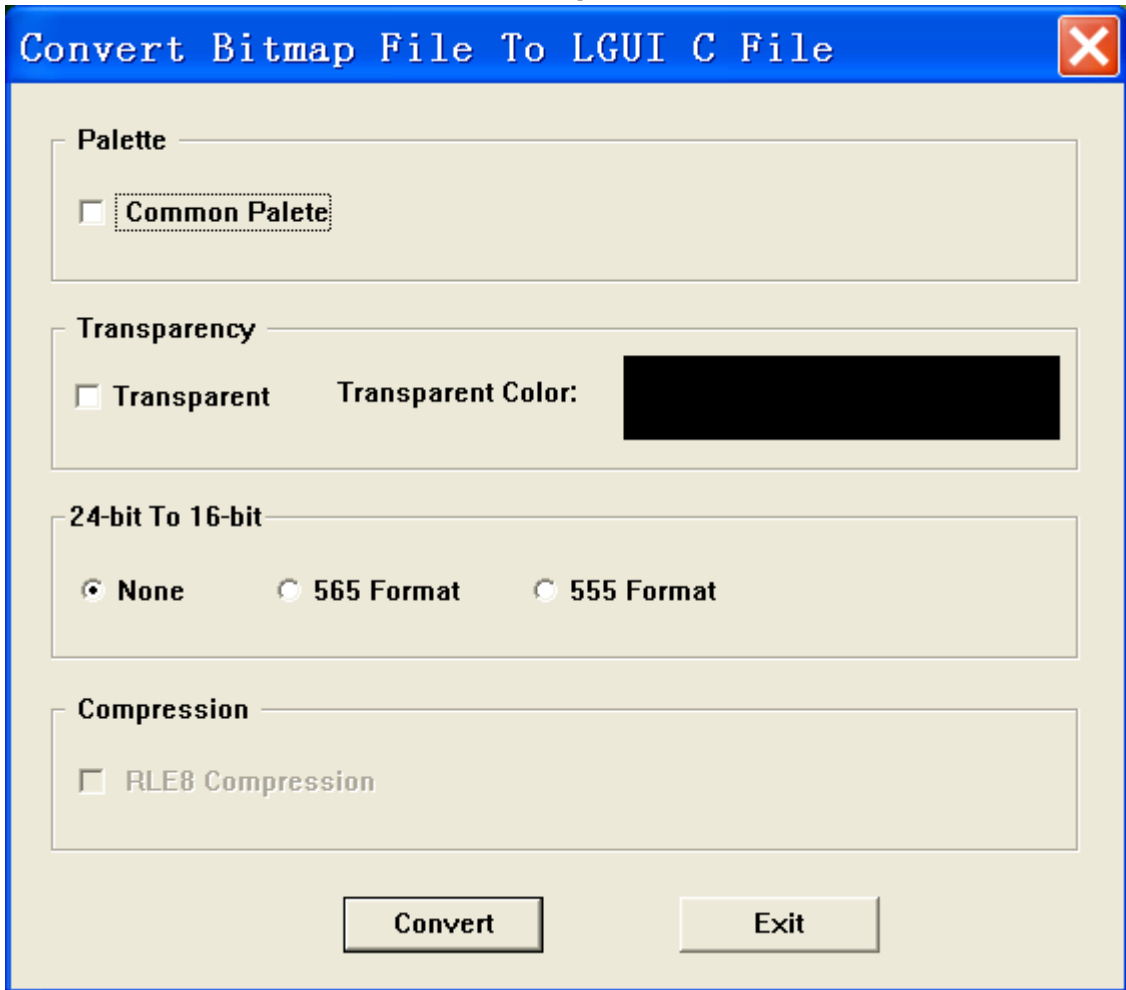 Convert Bitmap File To LGUI C File
Palette
Common Palete
Transparency
Transparent Transparent Color:
24-bit To 16-bit
None 565 Format 555 Format
Compression
RLE8 Compression
Convert Exit